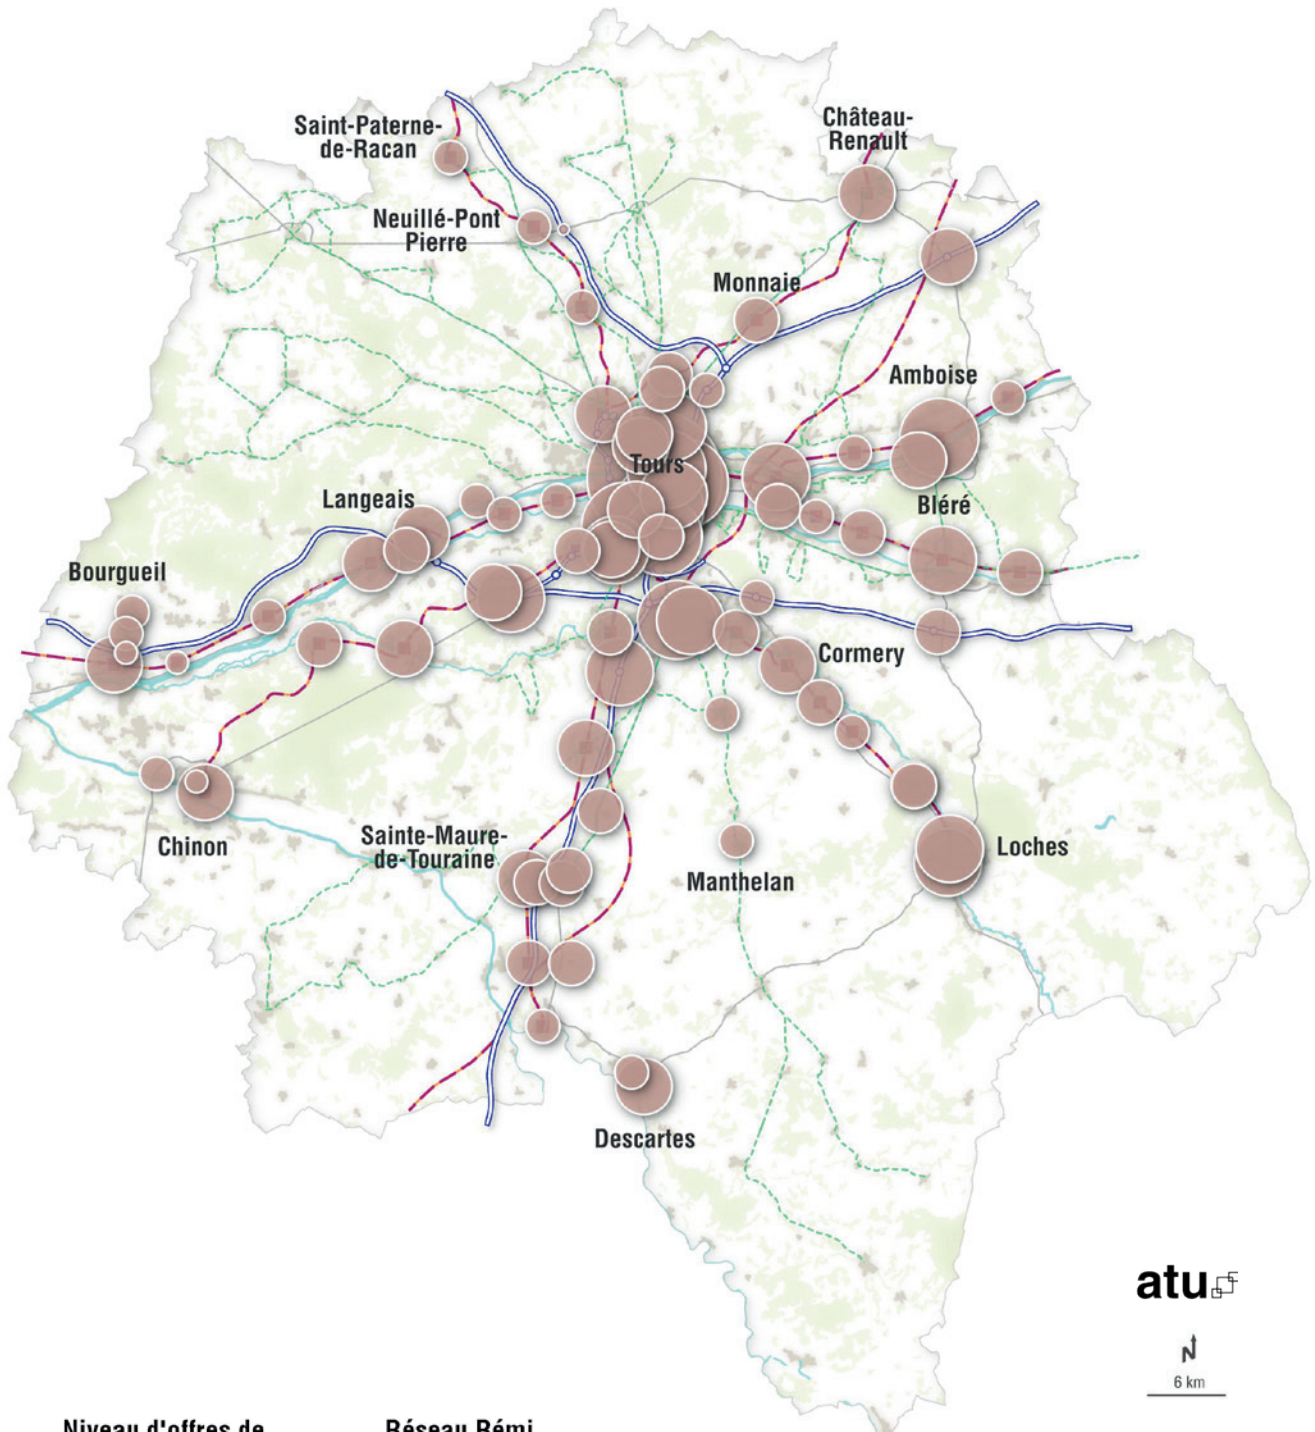 Saint-Paterne-
de-Racan
Château-
Renault
Neuillé-Pont
Pierre
Monnaie
Amboise
Tours
Langeais
Bléré
Bourgueil
Cormery
Chinon
Sainte-Maure-
de-Touraine
Loches
Manthelan
Descartes
atu
N
6 km
Niveau d'offres de
Réseau Rémi